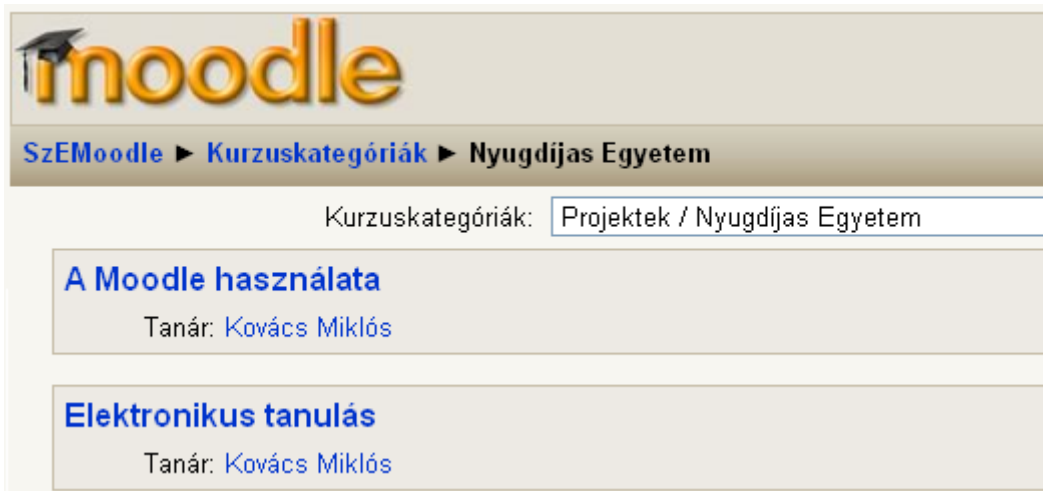 moodle
SzEMoodle ► Kurzuskategóriák ► Nyugdíjas Egyetem
Kurzuskategóriák: Projektek / Nyugdíjas Egyetem
A Moodle használata
Tanár: Kovács Miklós
Elektronikus tanulás
Tanár: Kovács Miklós